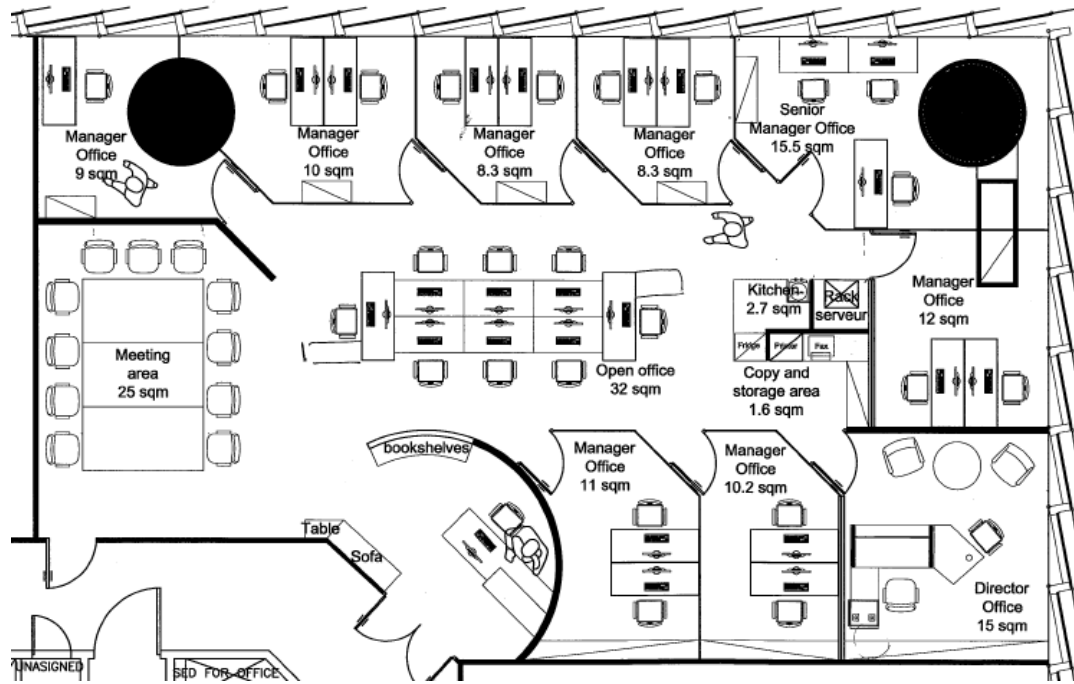 Manager
Office
9 sqm
Manager
Office
10 sqm
Manager
Office
8.3 sqm
Manager
Office
8.3 sqm
Senior
Manager Office
15.5 sqm
Manager
Office
12 sqm
Kitchen
2.7 sqm
Rack
serveur
Fridge
Printer
Fax
Meeting
area
25 sqm
Open office
32 sqm
Copy and
storage area
1.6 sqm
bookshelves
Manager
Office
11 sqm
Manager
Office
10.2 sqm
Table
Sofa
Director
Office
15 sqm
UNASIGNED
SED FOR OFFICE